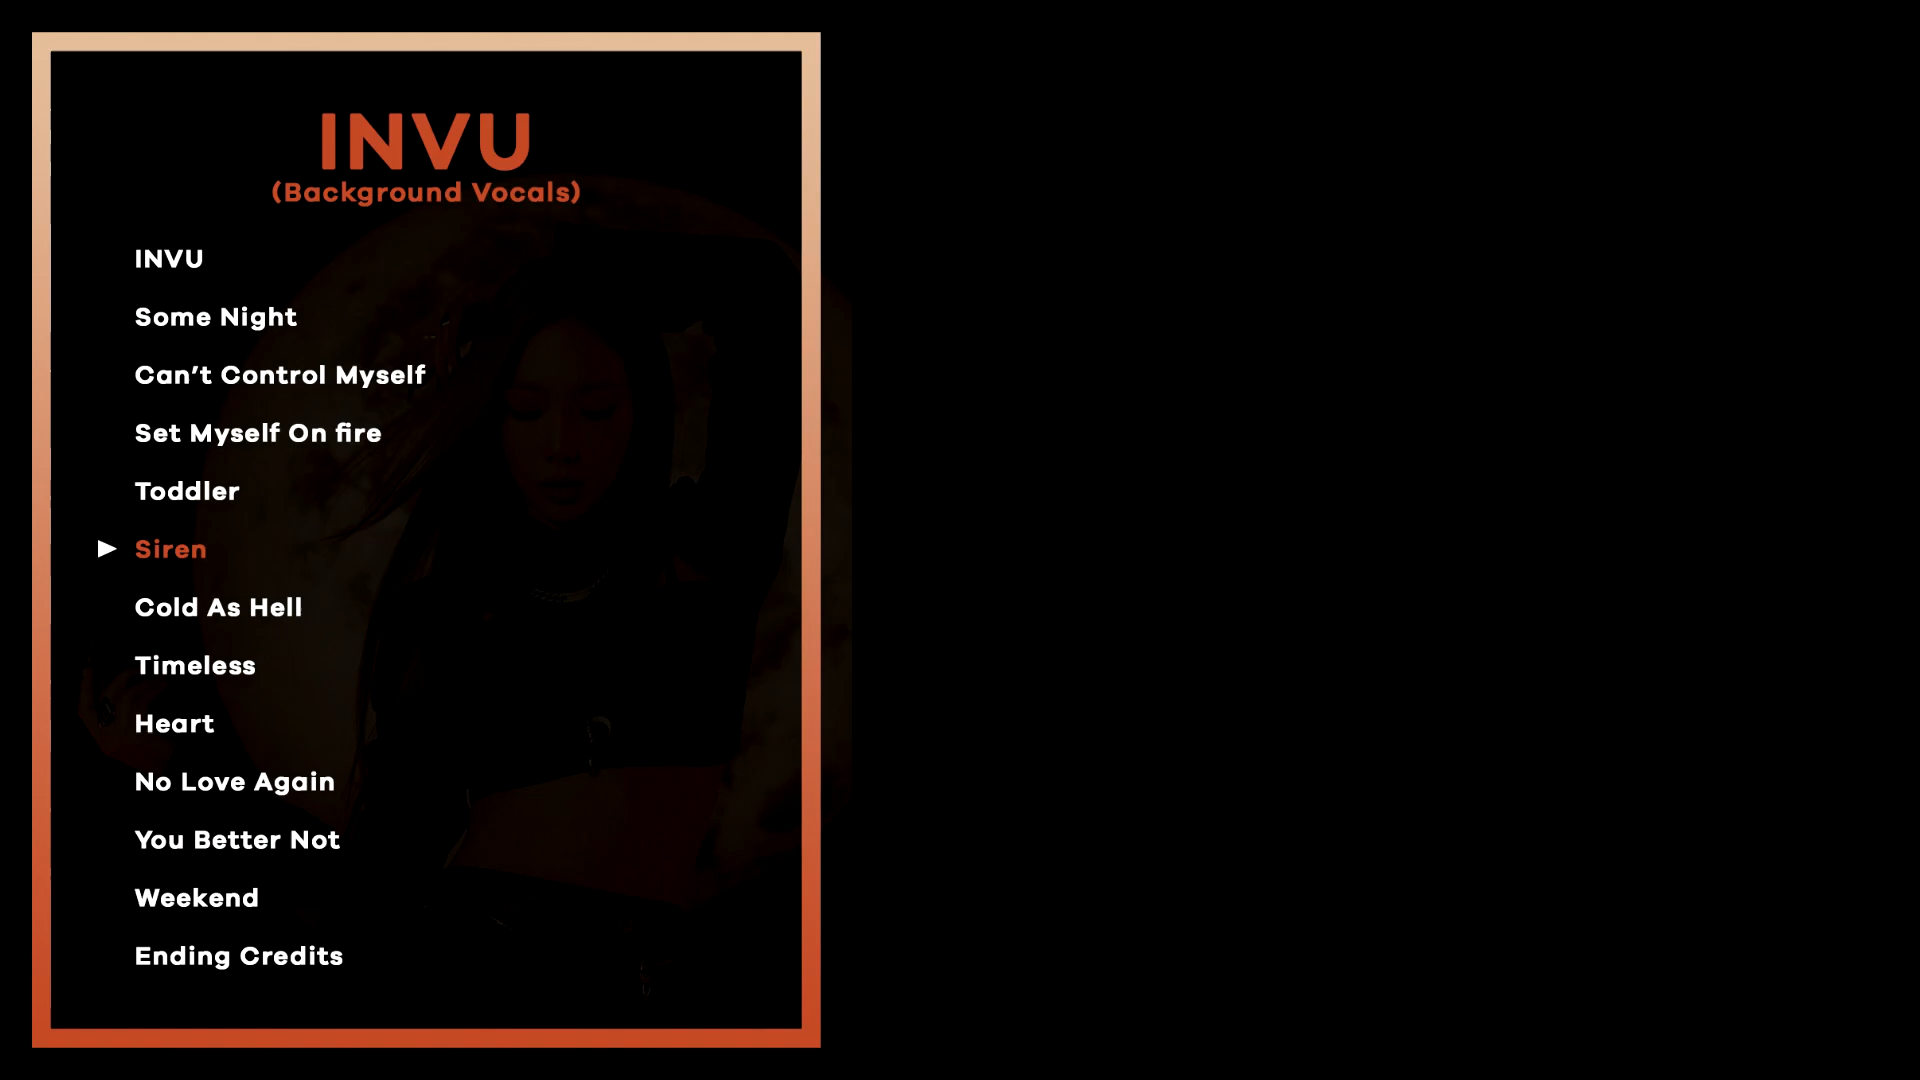 INVU
(Background Vocals)
INVU
Some Night
Can’t Control Myself
Set Myself On fire
Toddler
Siren
Cold As Hell
Timeless
Heart
No Love Again
You Better Not
Weekend
Ending Credits